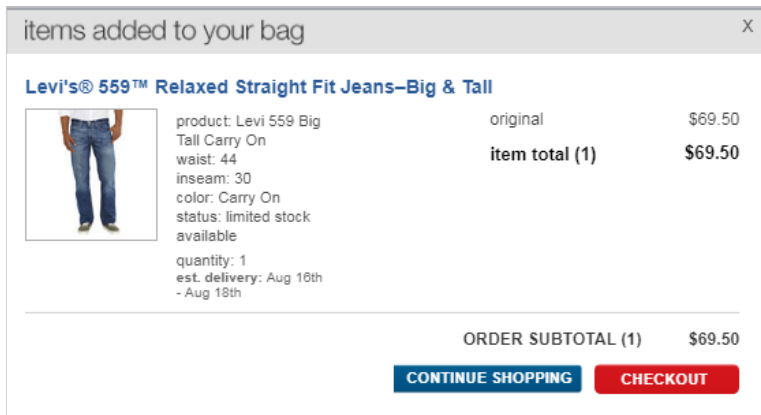 items added to your bag
X
Levi's® 559™ Relaxed Straight Fit Jeans–Big & Tall
product: Levi 559 Big
Tall Carry On
waist: 44
inseam: 30
color: Carry On
status: limited stock
available
quantity: 1
est. delivery: Aug 16th
- Aug 18th
original $69.50
item total (1) $69.50
ORDER SUBTOTAL (1) $69.50
CONTINUE SHOPPING
CHECKOUT